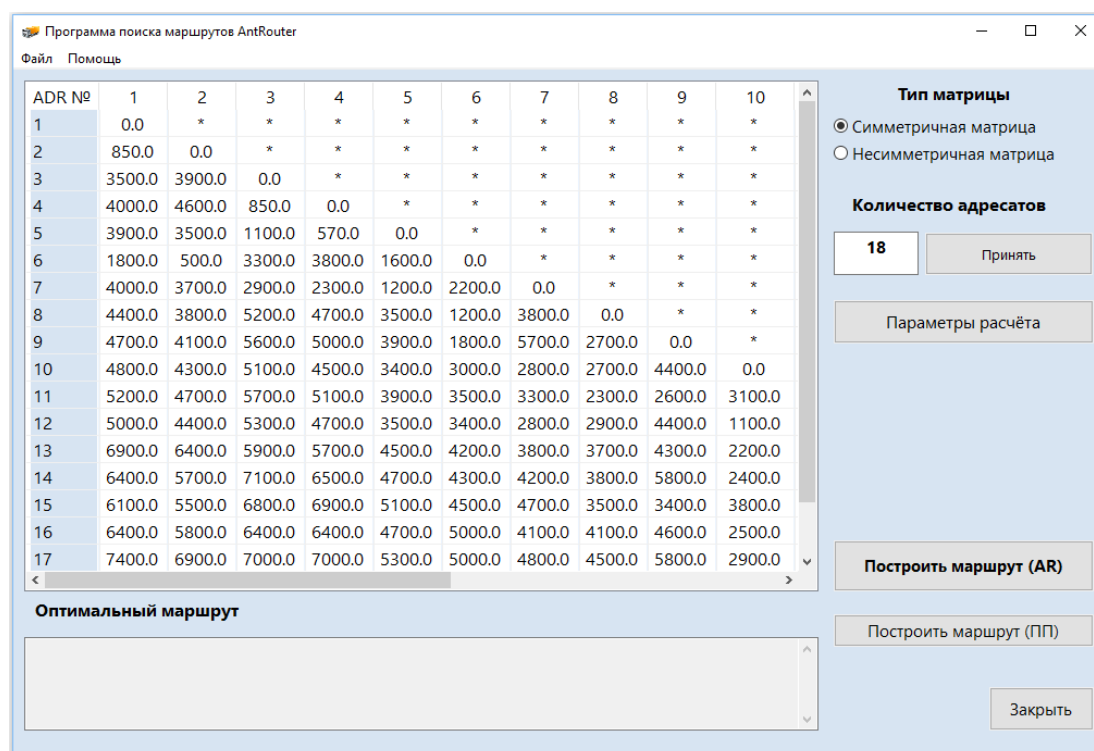 Программа поиска маршрутов AntRouter
Файл Помощь
ADR № 1 2 3 4 5 6 7 8 9 10
1 0.0 * * * * * * * * *
2 850.0 0.0 * * * * * * * *
3 3500.0 3900.0 0.0 * * * * * * *
4 4000.0 4600.0 850.0 0.0 * * * * * *
5 3900.0 3500.0 1100.0 570.0 0.0 * * * * *
6 1800.0 500.0 3300.0 3800.0 1600.0 0.0 * * * *
7 4000.0 3700.0 2900.0 2300.0 1200.0 2200.0 0.0 * * *
8 4400.0 3800.0 5200.0 4700.0 3500.0 1200.0 3800.0 0.0 * *
9 4700.0 4100.0 5600.0 5000.0 3900.0 1800.0 5700.0 2700.0 0.0 *
10 4800.0 4300.0 5100.0 4500.0 3400.0 3000.0 2800.0 2700.0 4400.0 0.0
11 5200.0 4700.0 5700.0 5100.0 3900.0 3500.0 3300.0 2300.0 2600.0 3100.0
12 5000.0 4400.0 5300.0 4700.0 3500.0 3400.0 2800.0 2900.0 4400.0 1100.0
13 6900.0 6400.0 5900.0 5700.0 4500.0 4200.0 3800.0 3700.0 4300.0 2200.0
14 6400.0 5700.0 7100.0 6500.0 4700.0 4300.0 4200.0 3800.0 5800.0 2400.0
15 6100.0 5500.0 6800.0 6900.0 5100.0 4500.0 4700.0 3500.0 3400.0 3800.0
16 6400.0 5800.0 6400.0 6400.0 4700.0 5000.0 4100.0 4100.0 4600.0 2500.0
17 7400.0 6900.0 7000.0 7000.0 5300.0 5000.0 4800.0 4500.0 5800.0 2900.0
Оптимальный маршрут
Тип матрицы
Симметричная матрица
Несимметричная матрица
Количество адресатов
18 Принять
Параметры расчёта
Построить маршрут (AR)
Построить маршрут (ПП)
Закрыть